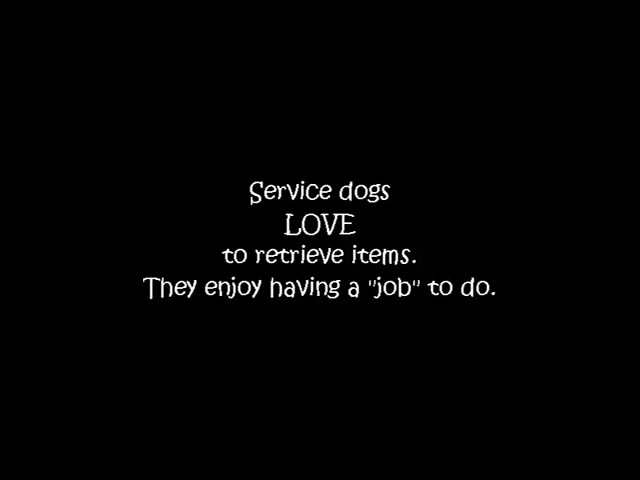 Service dogs
LOVE
to retrieve items.
They enjoy having a "job" to do.